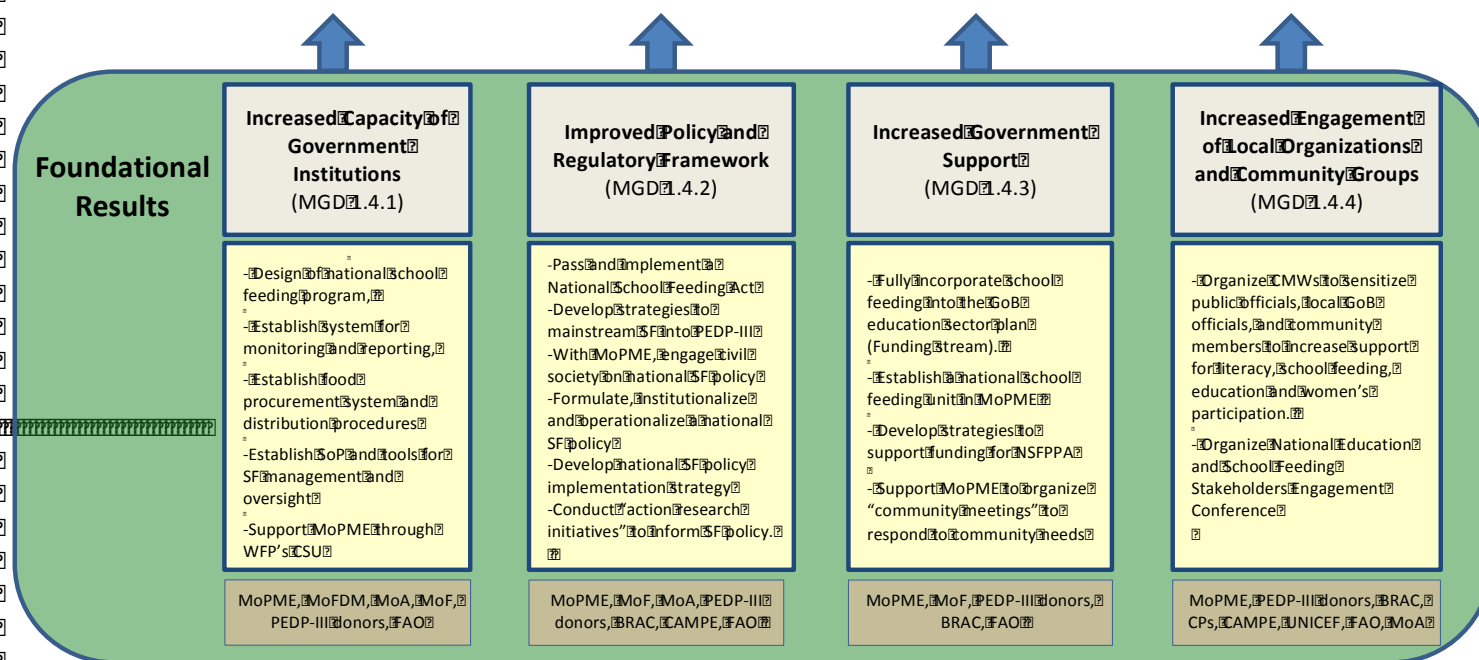 Foundational
Results
Increased Capacity of
Government
Institutions
(MGD 1.4.1)
- Design of national school
feeding program,
- Establish system for
monitoring and reporting,
- Establish food
procurement system and
distribution procedures
- Establish SoP and tools for
SF management and
oversight
-Support MoPME through
WFP's CSU
MoPME, MoFDM, MoA, MoF,
PEDP-III donors, FAO
Improved Policy and
Regulatory Framework
(MGD 1.4.2)
-Pass and implement a
National School Feeding Act
-Develop strategies to
mainstream SF into PEDP-III
-With MoPME, engage civil
society on national SF policy
-Formulate, institutionalize
and operationalize a national
SF policy
-Develop national SF policy
implementation strategy
-Conduct "action research
initiatives" to inform SF policy.
MoPME, MoF, MoA, PEDP-III
donors, BRAC, CAMPE, FAO
Increased Government
Support
(MGD 1.4.3)
- Fully incorporate school
feeding into the GoB
education sector plan
(Funding stream).
- Establish a national school
feeding unit in MoPME
- Develop strategies to
support funding for NSFPPA
- Support MoPME to organize
“community meetings” to
respond to community needs
MoPME, MoF, PEDP-III donors,
BRAC, FAO
Increased Engagement
of Local Organizations
and Community Groups
(MGD 1.4.4)
- Organize CMWs to sensitize
public officials, local GoB
officials, and community
members to increase support
for literacy, school feeding,
education and women's
participation.
- Organize National Education
and School Feeding
Stakeholders Engagement
Conference
MoPME, PEDP-III donors, BRAC,
CPs, CAMPE, UNICEF, FAO, MoA